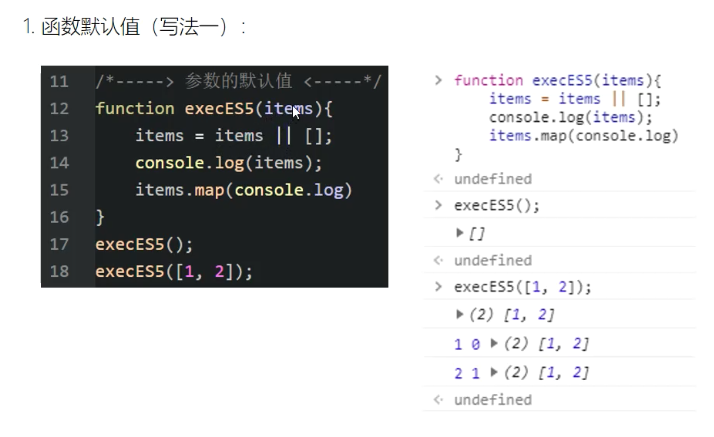 1. 函数默认值（写法一）:
11 /*-----> 参数的默认值 <-----*/
12 function execES5(items){
13 items = items || [];
14 console.log(items);
15 items.map(console.log)
16 }
17 execES5();
18 execES5([1, 2]);
> function execES5(items){
items = items || [];
console.log(items);
items.map(console.log)
}
<· undefined
> execES5();
▶ []
<· undefined
> execES5([1, 2]);
▶ (2) [1, 2]
1 0 ▶ (2) [1, 2]
2 1 ▶ (2) [1, 2]
<· undefined